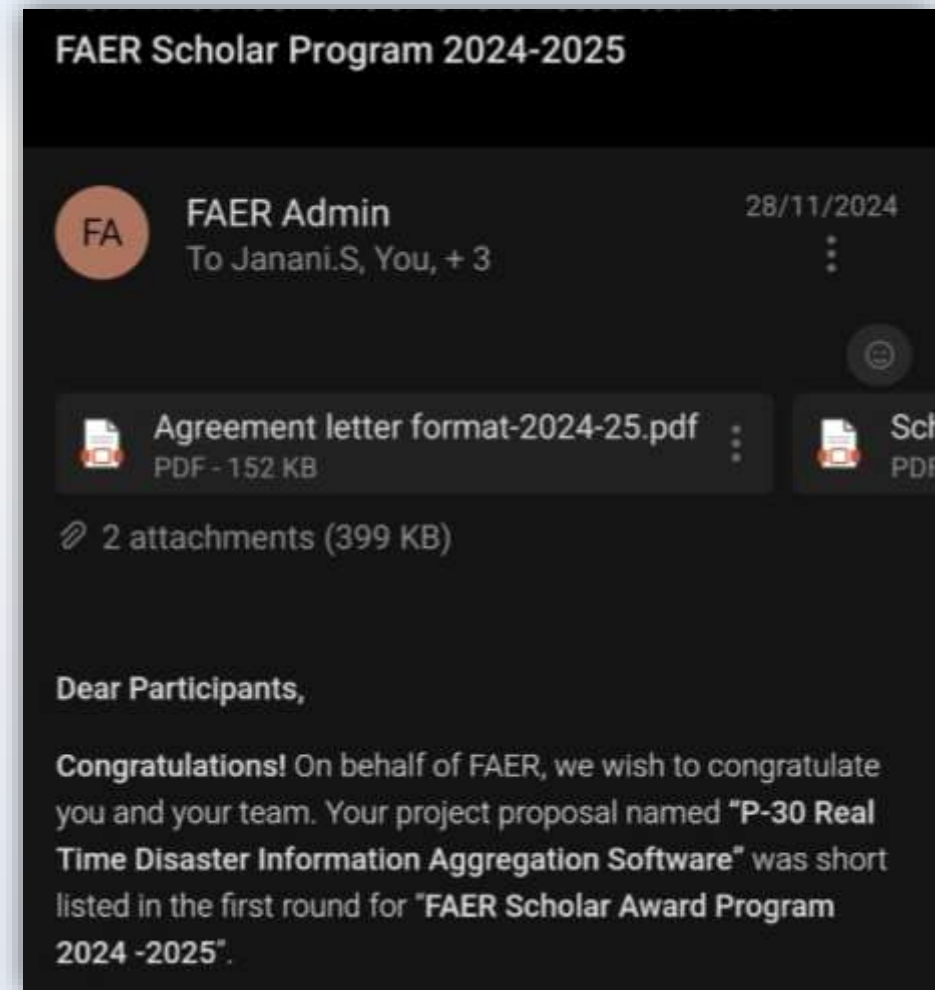 FAER Scholar Program 2024-2025
FA
FAER Admin
28/11/2024
To Janani.S, You, + 3
Agreement letter format-2024-25.pdf
PDF - 152 KB
Sch
PDF
2 attachments (399 KB)
Dear Participants,
Congratulations! On behalf of FAER, we wish to congratulate
you and your team. Your project proposal named “P-30 Real
Time Disaster Information Aggregation Software” was short
listed in the first round for "FAER Scholar Award Program
2024 -2025".